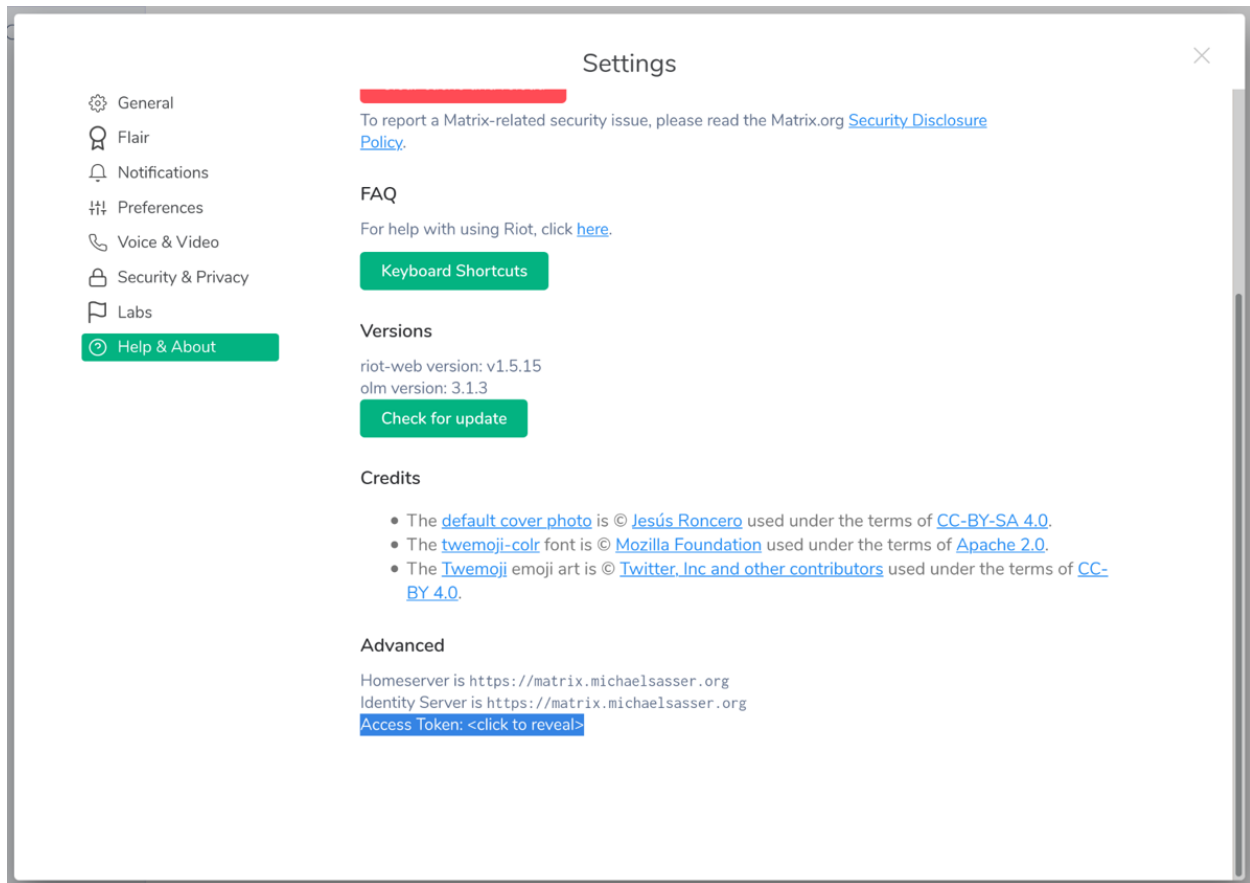 Settings
General
Flair
Notifications
Preferences
Voice & Video
Security & Privacy
Labs
Help & About
To report a Matrix-related security issue, please read the Matrix.org Security Disclosure
Policy.
FAQ
For help with using Riot, click here.
Keyboard Shortcuts
Versions
riot-web version: v1.5.15
olm version: 3.1.3
Check for update
Credits
The default cover photo is © Jesús Roncero used under the terms of CC-BY-SA 4.0.
The twemoji-colr font is © Mozilla Foundation used under the terms of Apache 2.0.
The Twemoji emoji art is © Twitter, Inc and other contributors used under the terms of CC-
BY 4.0.
Advanced
Homeserver is https://matrix.michaelsasser.org
Identity Server is https://matrix.michaelsasser.org
Access Token: <click to reveal>